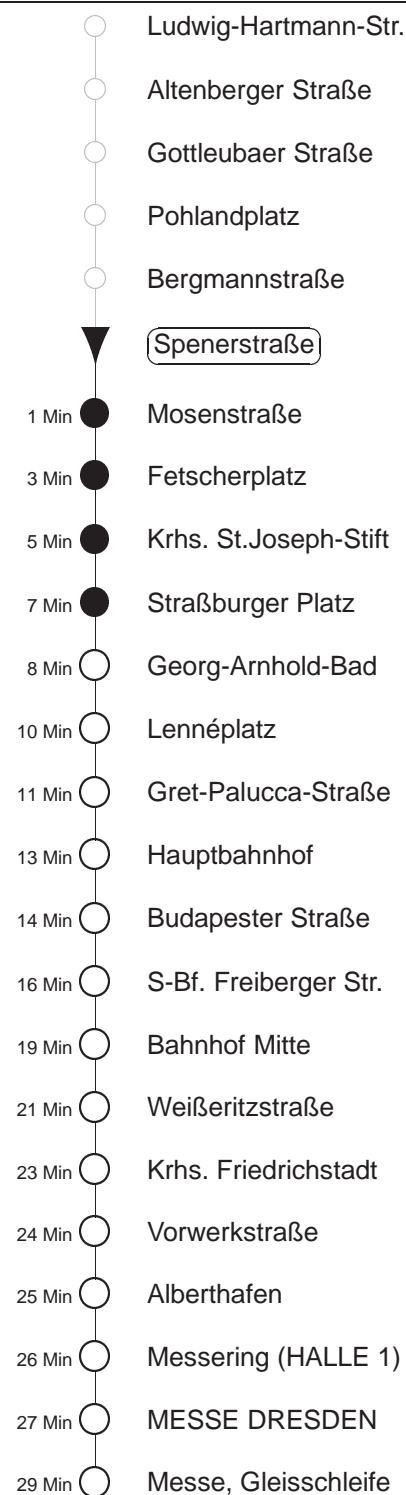 Ludwig-Hartmann-Str.
Altenberger Straße
Gottleubaer Straße
Pohlandplatz
Bergmannstraße
Spenerstraße
1 Min Mosenstraße
3 Min Fetscherplatz
5 Min Krhs. St.Joseph-Stift
7 Min Straßburger Platz
8 Min Georg-Arnhold-Bad
10 Min Lennéplatz
11 Min Gret-Palucca-Straße
13 Min Hauptbahnhof
14 Min Budapester Straße
16 Min S-Bf. Freiberger Str.
19 Min Bahnhof Mitte
21 Min Weißeritzstraße
23 Min Krhs. Friedrichstadt
24 Min Vorwerkstraße
25 Min Alberthafen
26 Min Messering (HALLE 1)
27 Min MESSE DRESDEN
29 Min Messe, Gleisschleife